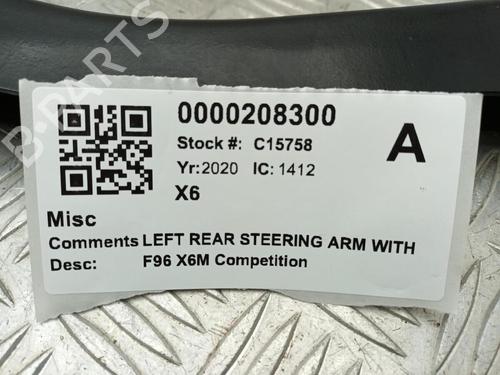 B-PARTS
0000208300
Stock #: C15758
A
Yr: 2020 IC: 1412
X6
Misc
Comments LEFT REAR STEERING ARM WITH
Desc: F96 X6M Competition